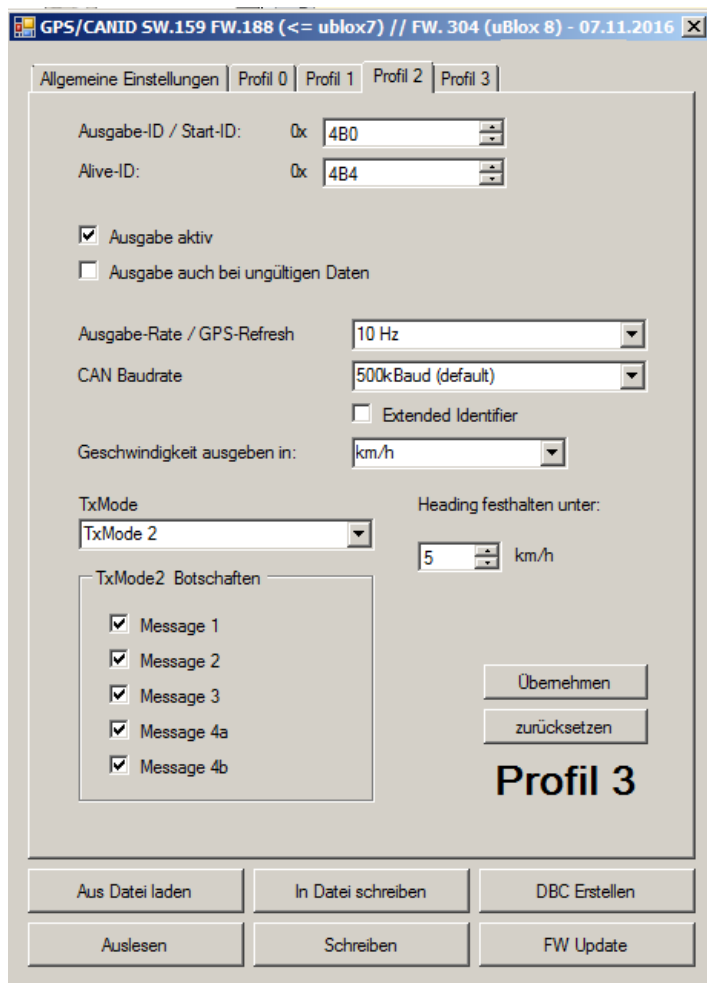 GPS/CANID SW.159 FW.188 (<= ublox7) // FW. 304 (uBlox 8) - 07.11.2016
Allgemeine Einstellungen Profil 0 Profil 1 Profil 2 Profil 3
Ausgabe-ID / Start-ID: 0x 4B0
Alive-ID: 0x 4B4
Ausgabe aktiv
Ausgabe auch bei ungültigen Daten
Ausgabe-Rate / GPS-Refresh 10 Hz
CAN Baudrate 500kBaud (default)
Extended Identifier
Geschwindigkeit ausgeben in: km/h
TxMode Heading festhalten unter:
TxMode 2
5 km/h
TxMode2 Botschaften
Message 1
Message 2
Message 3
Message 4a
Message 4b
Übernehmen
zurücksetzen
Profil 3
Aus Datei laden In Datei schreiben DBC Erstellen
Auslesen Schreiben FW Update